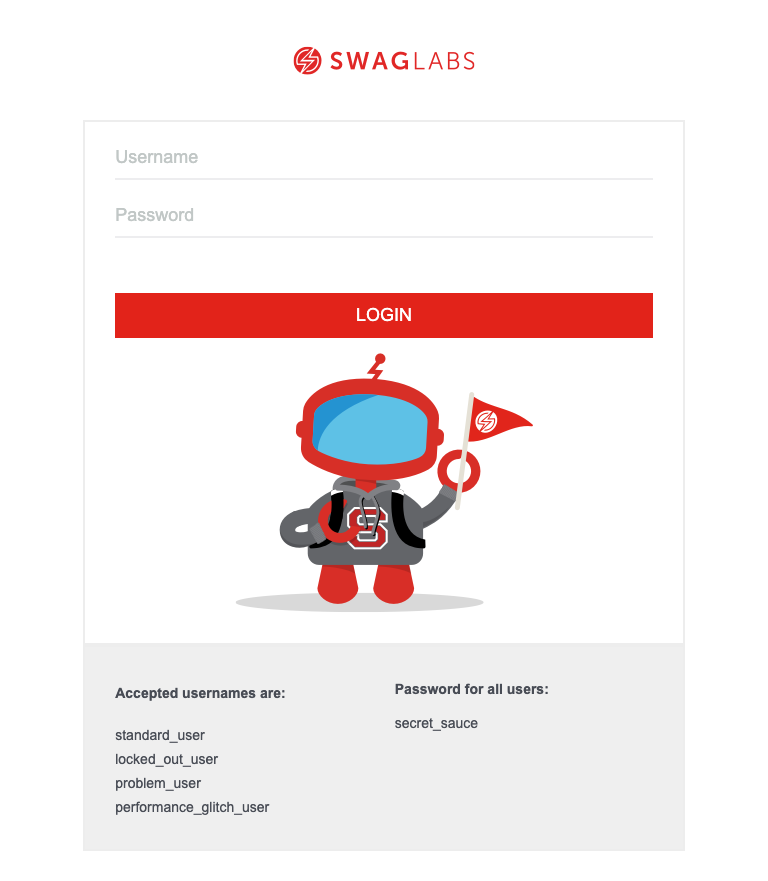 SWAGLABS
Username
Password
LOGIN
S
Accepted usernames are:
standard_user
locked_out_user
problem_user
performance_glitch_user
Password for all users:
secret_sauce